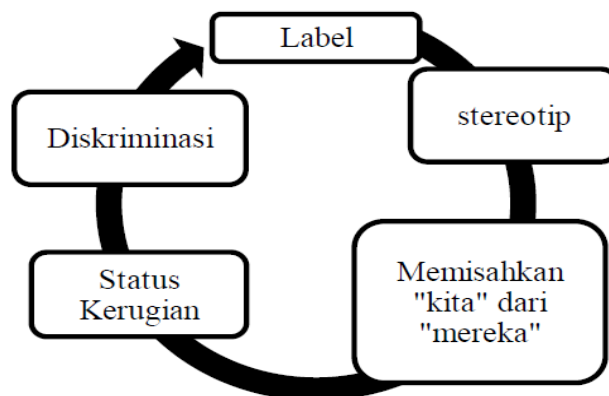 Label
stereotip
Memisahkan
"kita" dari
"mereka"
Status
Kerugian
Diskriminasi